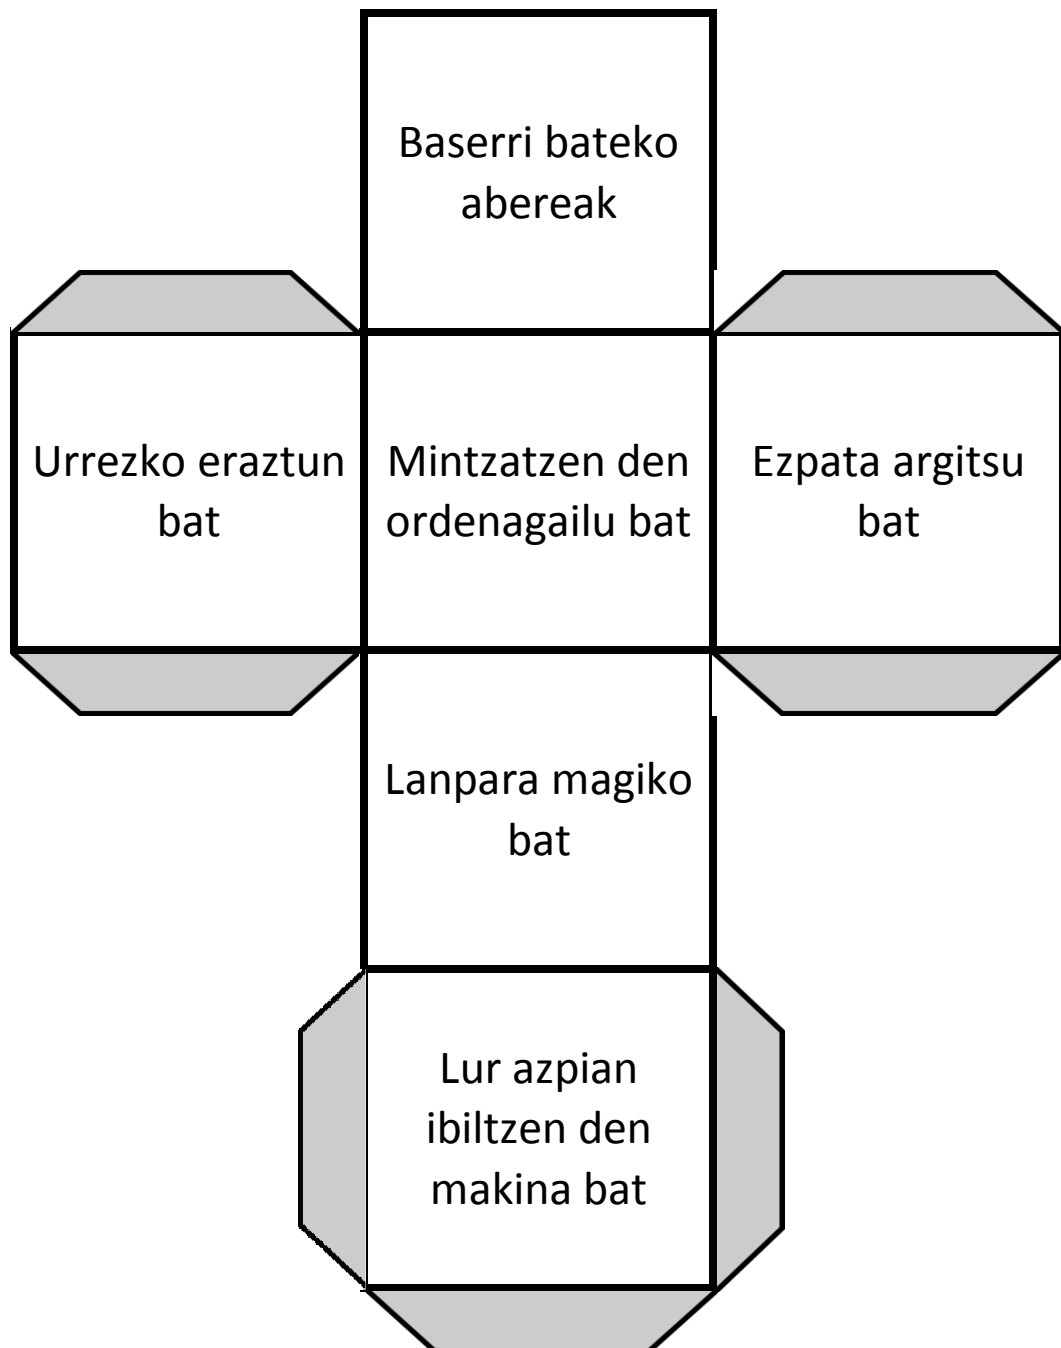 Baserri bateko
abereak
Urrezko eraztun
bat
Mintzatzen den
ordenagailu bat
Ezpata argitsu
bat
Lanpara magiko
bat
Lur azpian
ibiltzen den
makina bat